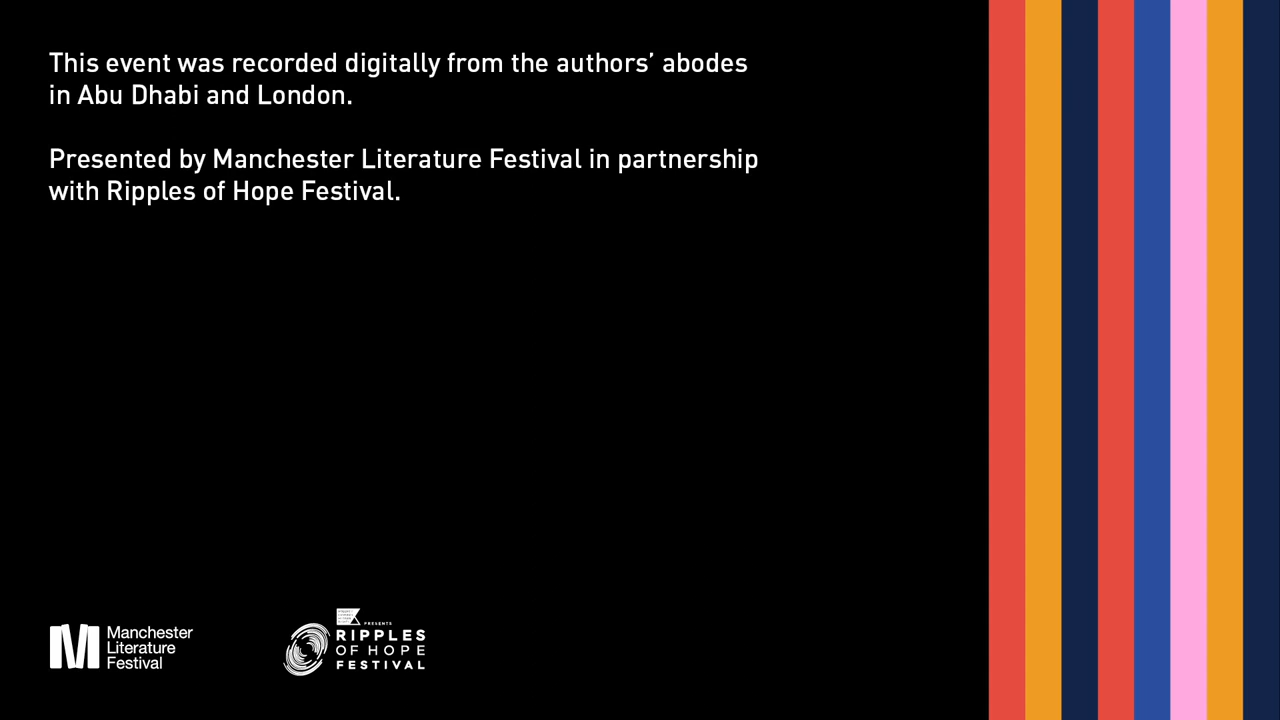 This event was recorded digitally from the authors’ abodes
in Abu Dhabi and London.
Presented by Manchester Literature Festival in partnership
with Ripples of Hope Festival.
Manchester
Literature
Festival
PRESENTS
RIPPLES
OF HOPE
FESTIVAL